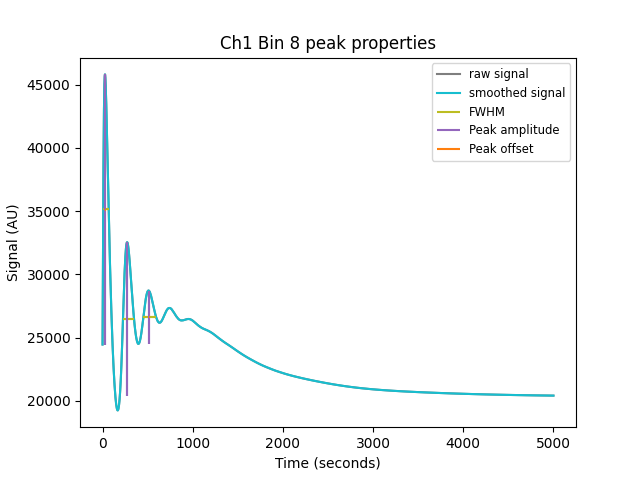 Ch1 Bin 8 peak properties
raw signal
smoothed signal
FWHM
Peak amplitude
Peak offset
45000
40000
35000
30000
25000
20000
Signal (AU)
0 1000 2000 3000 4000 5000
Time (seconds)